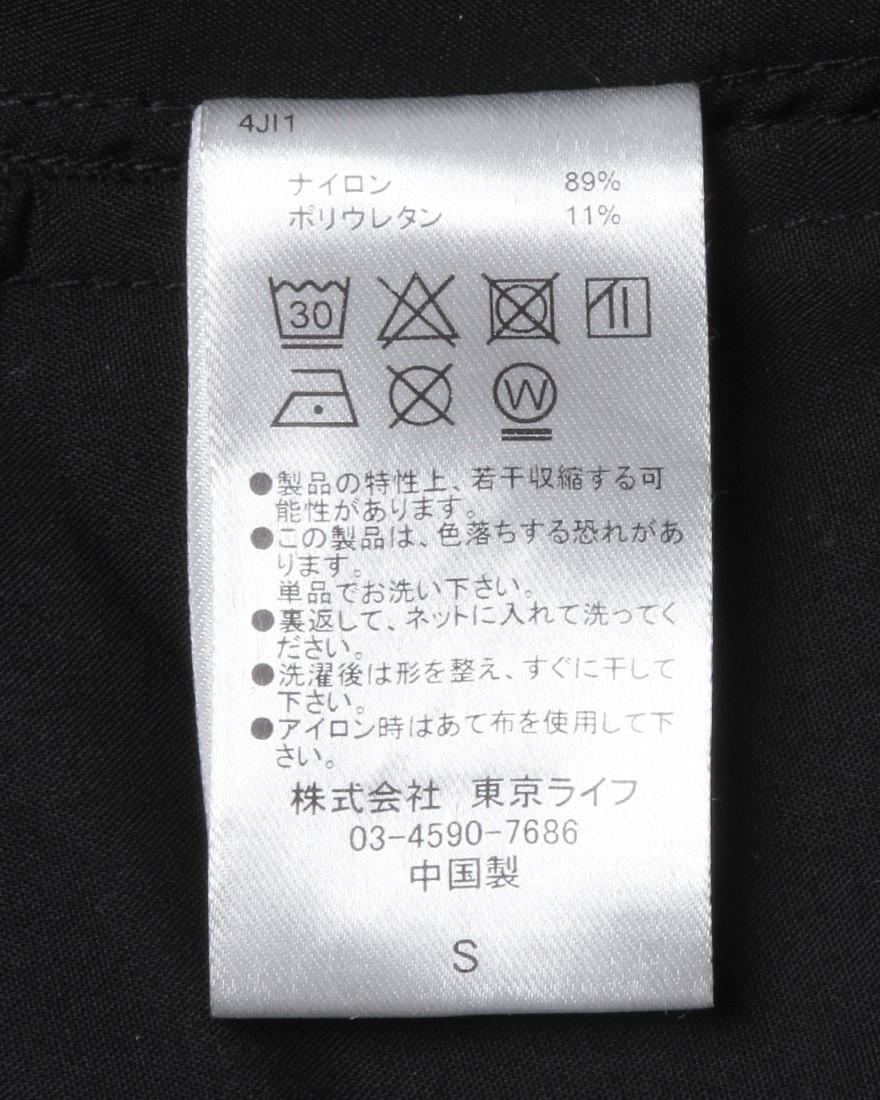 4JI1
ナイロン 89%
ポリウレタン 11%
30
W
●製品の特性上、若干収縮する可
能性があります。
●この製品は、色落ちする恐れがあ
ります。
単品でお洗い下さい。
●裏返して、ネットに入れて洗ってく
ださい。
●洗濯後は形を整え、すぐに干して
下さい。
●アイロン時はあて布を使用して下
さい。
株式会社 東京ライフ
03-4590-7686
中国製
S